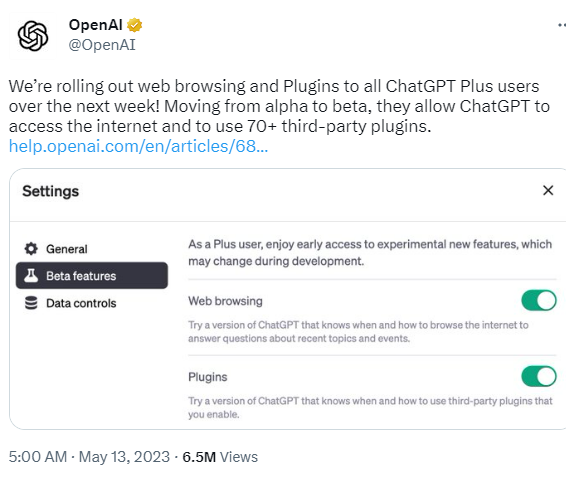 OpenAI
@OpenAI
We’re rolling out web browsing and Plugins to all ChatGPT Plus users
over the next week! Moving from alpha to beta, they allow ChatGPT to
access the internet and to use 70+ third-party plugins.
help.openai.com/en/articles/68...
Settings
General
Beta features
Data controls
As a Plus user, enjoy early access to experimental new features, which
may change during development.
Web browsing
Try a version of ChatGPT that knows when and how to browse the internet to
answer questions about recent topics and events.
Plugins
Try a version of ChatGPT that knows when and how to use third-party plugins that
you enable.
5:00 AM · May 13, 2023 · 6.5M Views